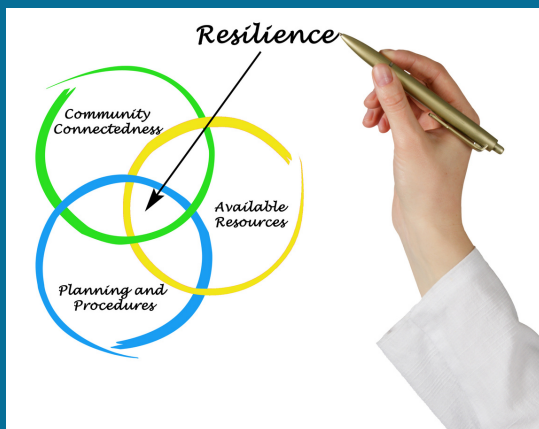 Resilience
Community
Connectedness
Available
Resources
Planning and
Procedures